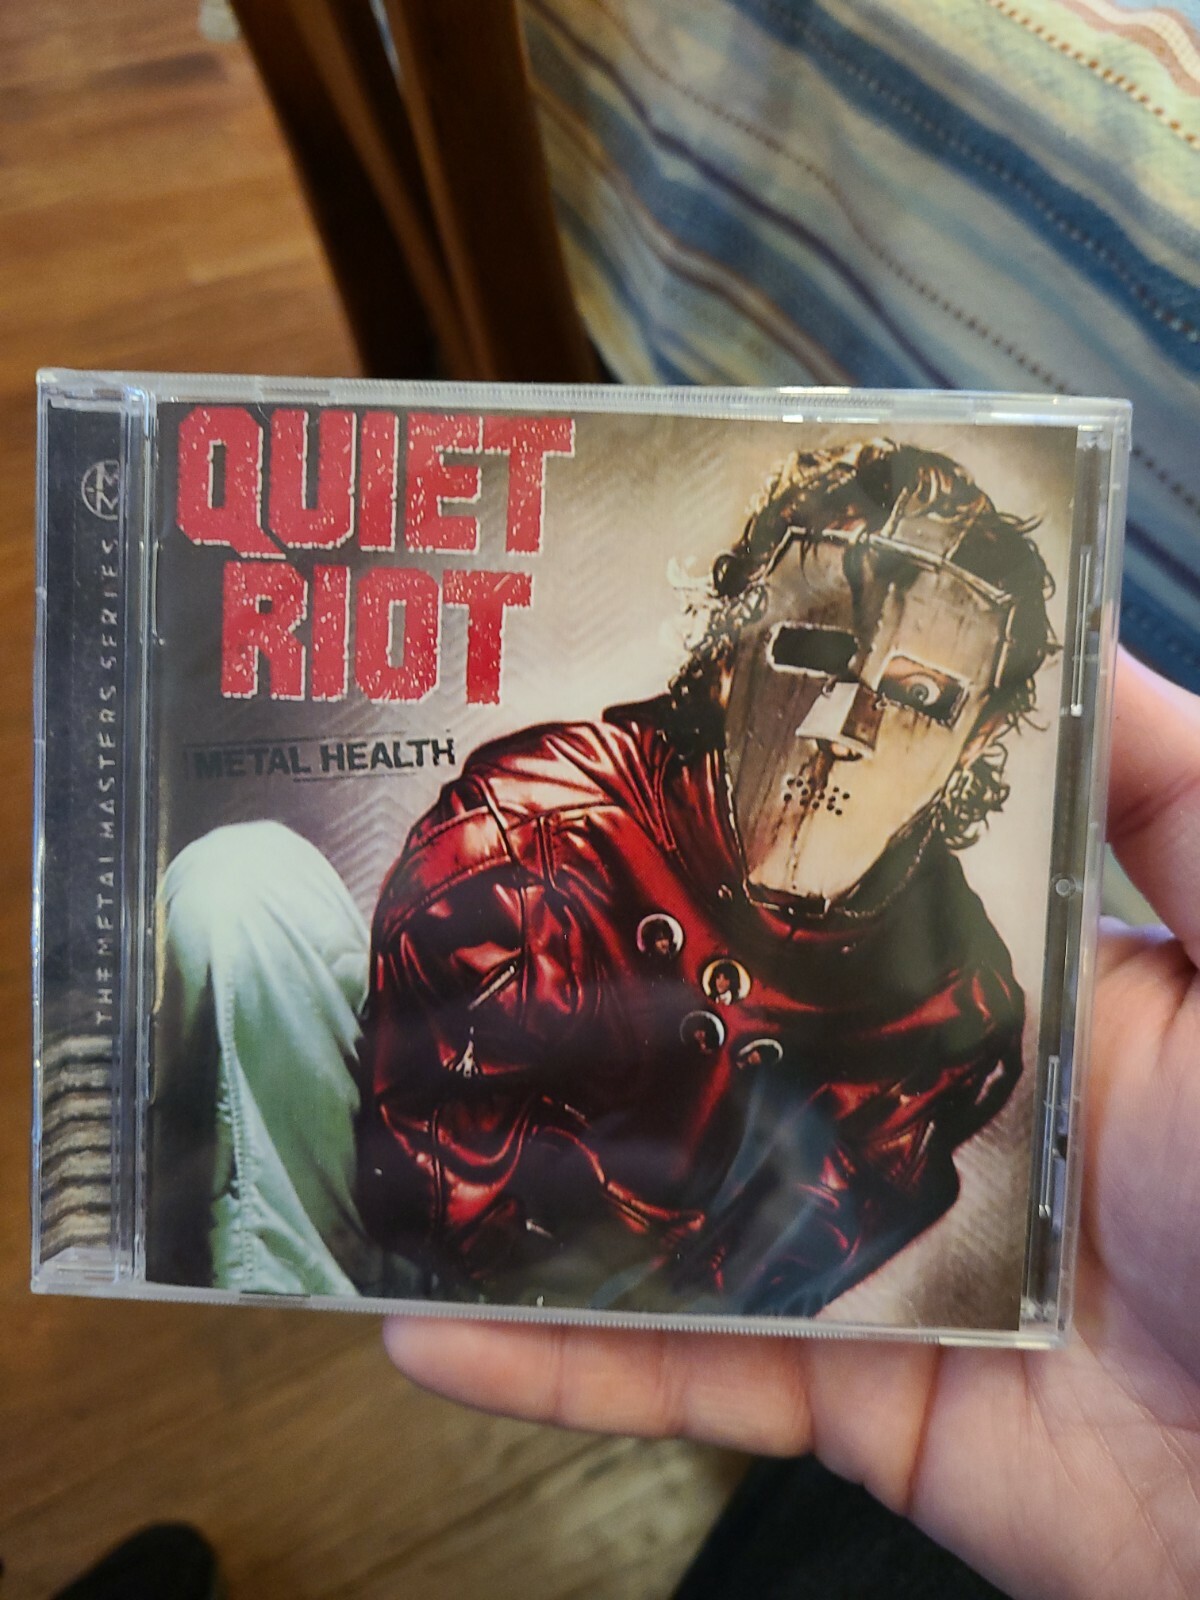 QUIET
RIOT
METAL HEALTH
THE METAL MASTERS SERIES